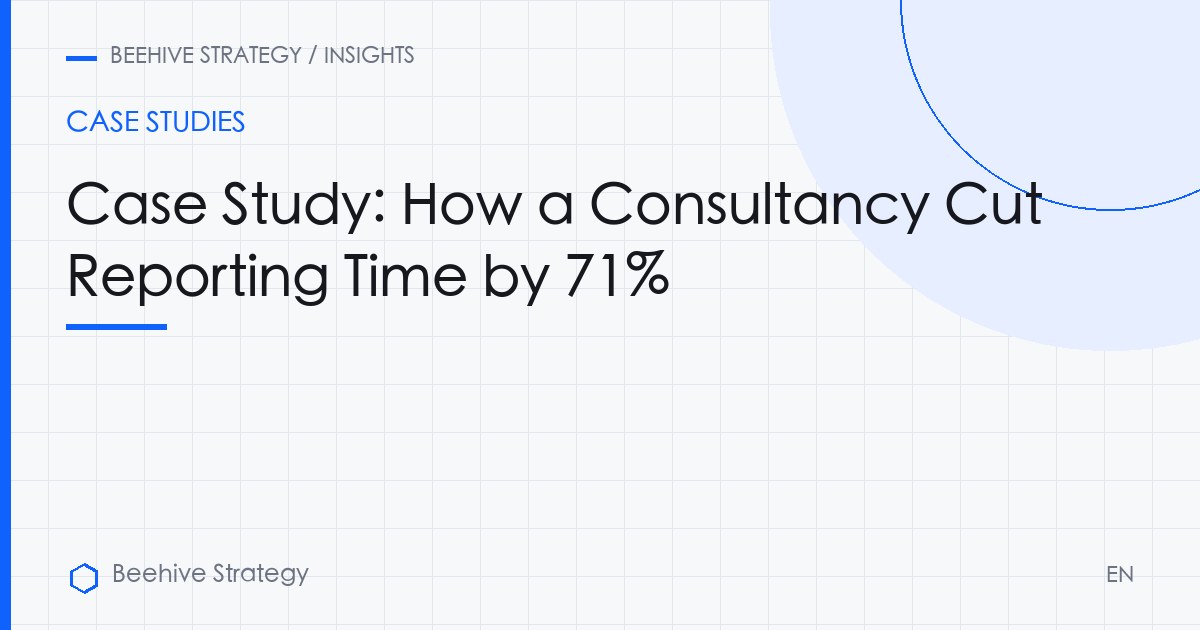 BEEHIVE STRATEGY / INSIGHTS
CASE STUDIES
Case Study: How a Consultancy Cut
Reporting Time by 71%
Beehive Strategy
EN